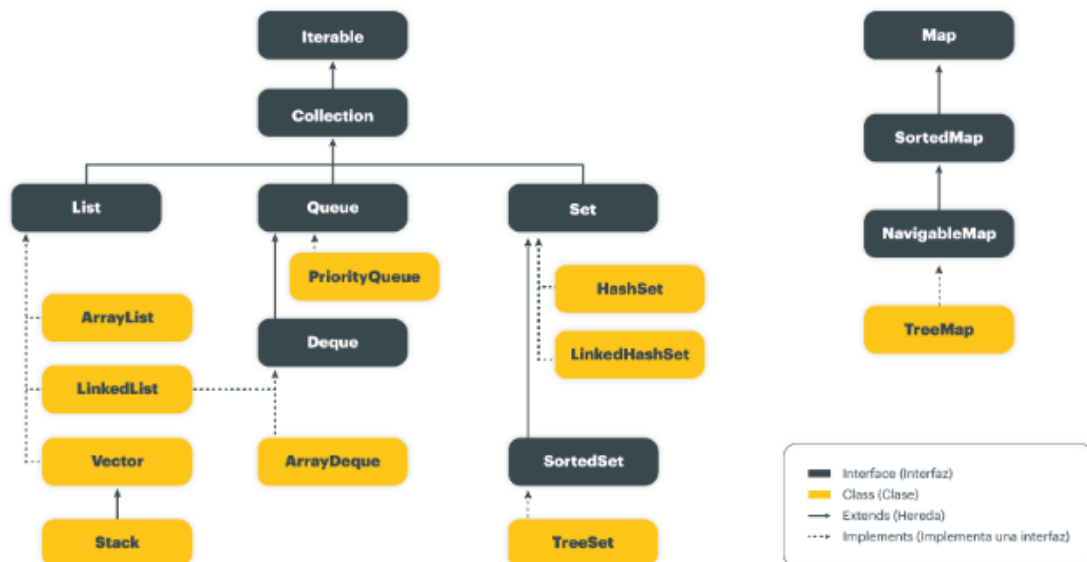 Iterable
Map
Collection
SortedMap
List
Queue
Set
NavigableMap
PriorityQueue
HashSet
ArrayList
TreeMap
Deque
LinkedHashSet
LinkedList
Vector
ArrayDeque
SortedSet
Stack
TreeSet
Interface (Interfaz)
Class (Clase)
Extends (Hereda)
Implements (Implementa una interfaz)